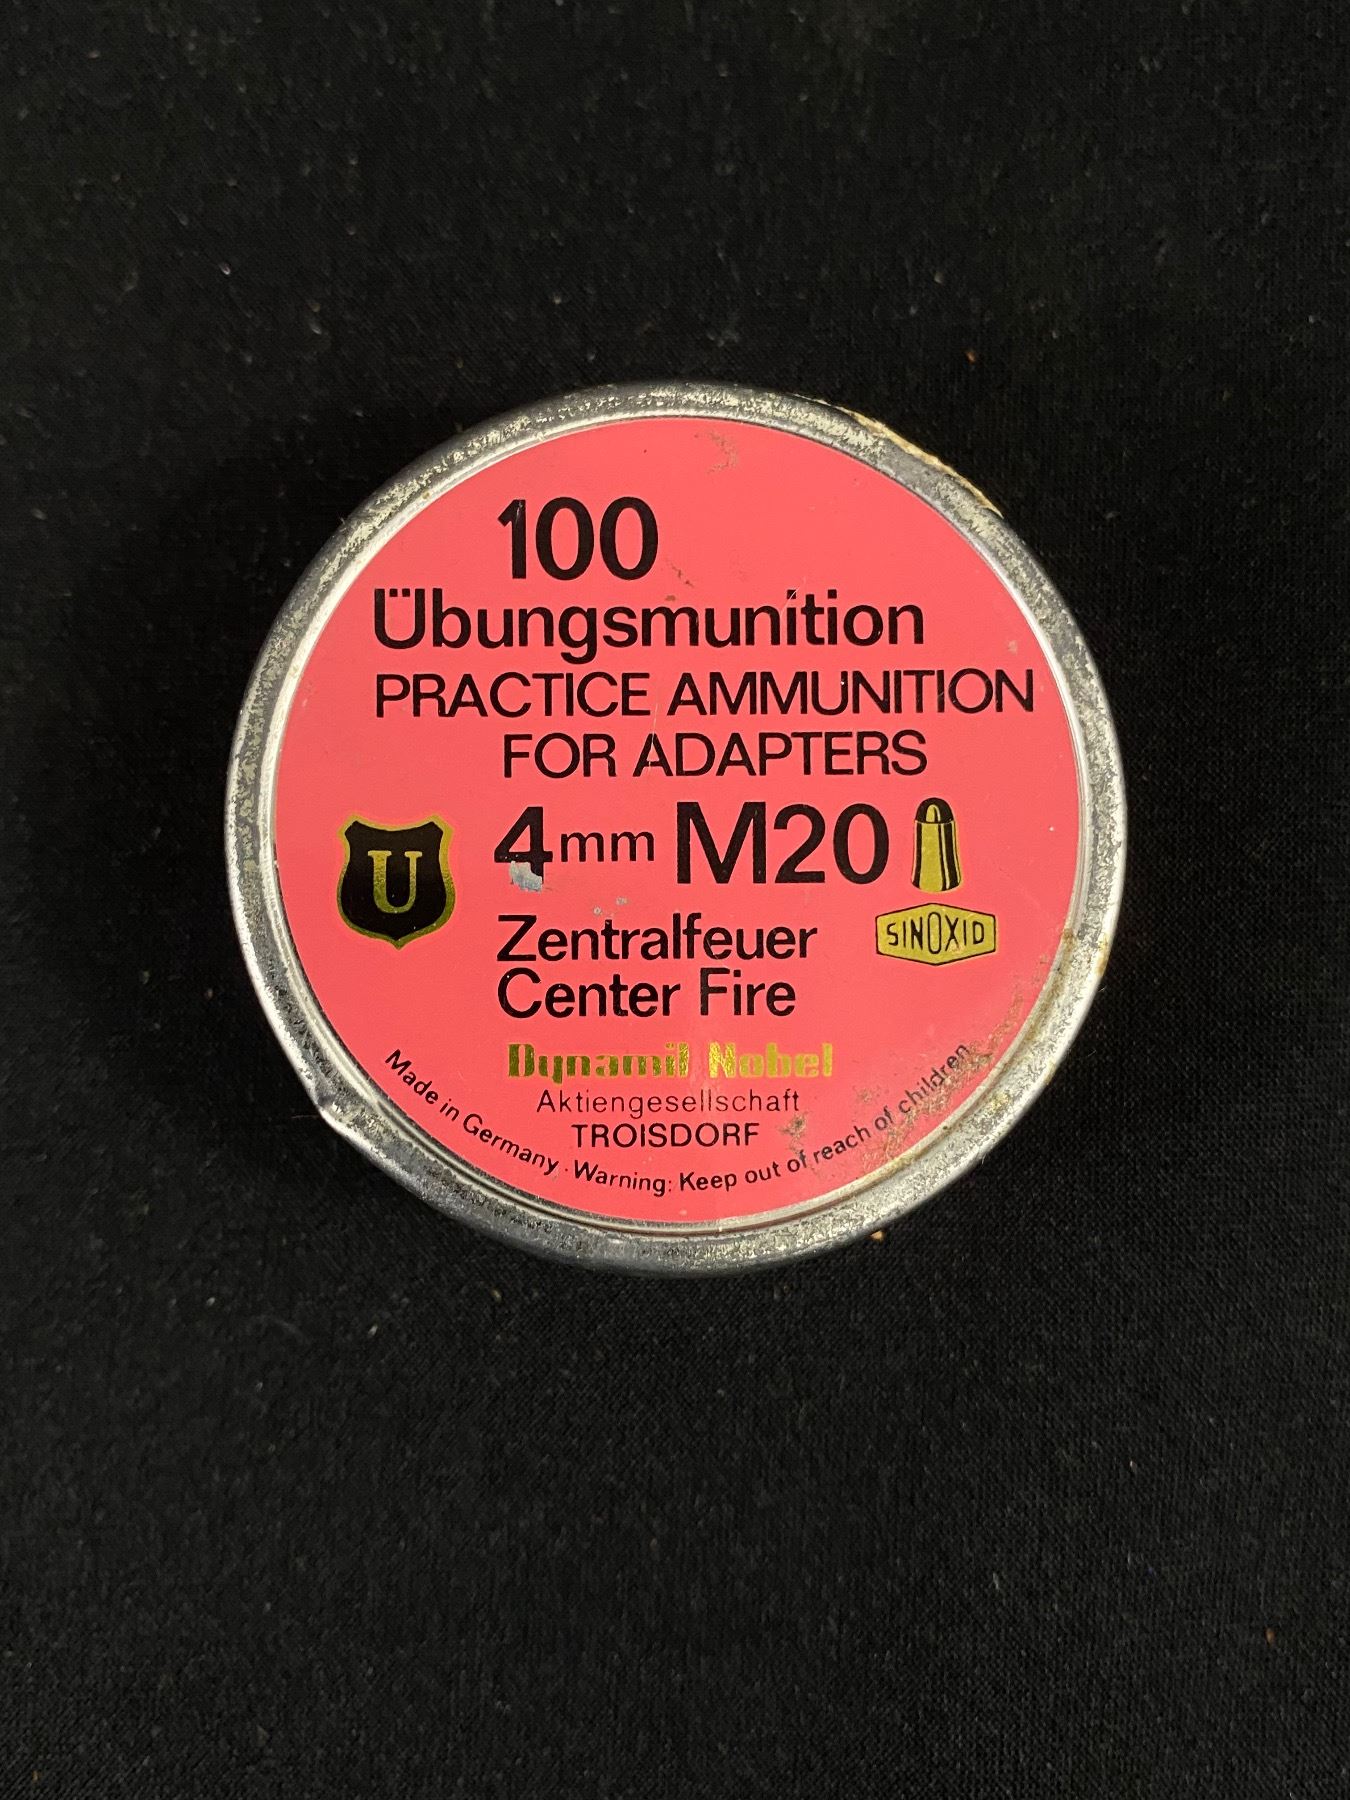 100
Übungsmunition
PRACTICE AMMUNITION
FOR ADAPTERS
4mm M20
U
SINOXID
Zentralfeuer
Center Fire
Dynamit Nobel
Aktiengesellschaft
TROISDORF
Made in Germany · Warning: Keep out of reach of children